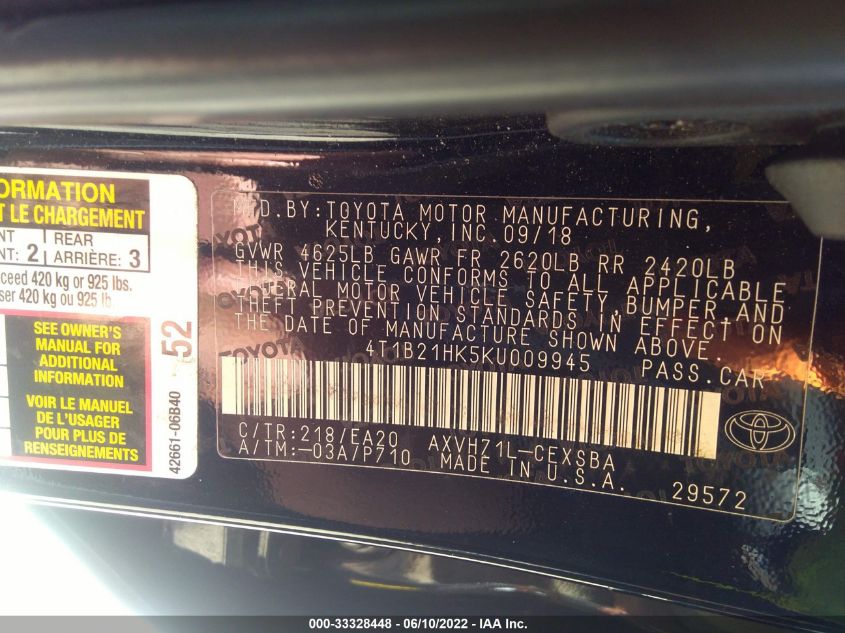 ORMATION
T LE CHARGEMENT
NT 2 REAR 3
NT: ARRIÈRE:
ceed 420 kg or 925 lbs.
ser 420 kg ou 925 lb
SEE OWNER'S
MANUAL FOR
ADDITIONAL
INFORMATION
VOIR LE MANUEL
DE L'USAGER
POUR PLUS DE
RENSEIGNEMENTS
52
42661-06B40
MFD.BY:TOYOTA MOTOR MANUFACTURING,
KENTUCKY, INC. 09/18
GVWR 4625LB GAWR FR 2620LB RR 2420LB
THIS VEHICLE CONFORMS TO ALL APPLICABLE
FEDERAL MOTOR VEHICLE SAFETY,BUMPER,AND
THEFT PREVENTION STANDARDS IN EFFECT ON
THE DATE OF MANUFACTURE SHOWN ABOVE.
4T1B21HK5KU009945 PASS.CAR
C/TR:218/EA20 AXVHZ1L-CEXSBA
A/TM:-03A/P710 MADE IN U.S.A.
29572
000-33328448 - 06/10/2022 - IAA Inc.